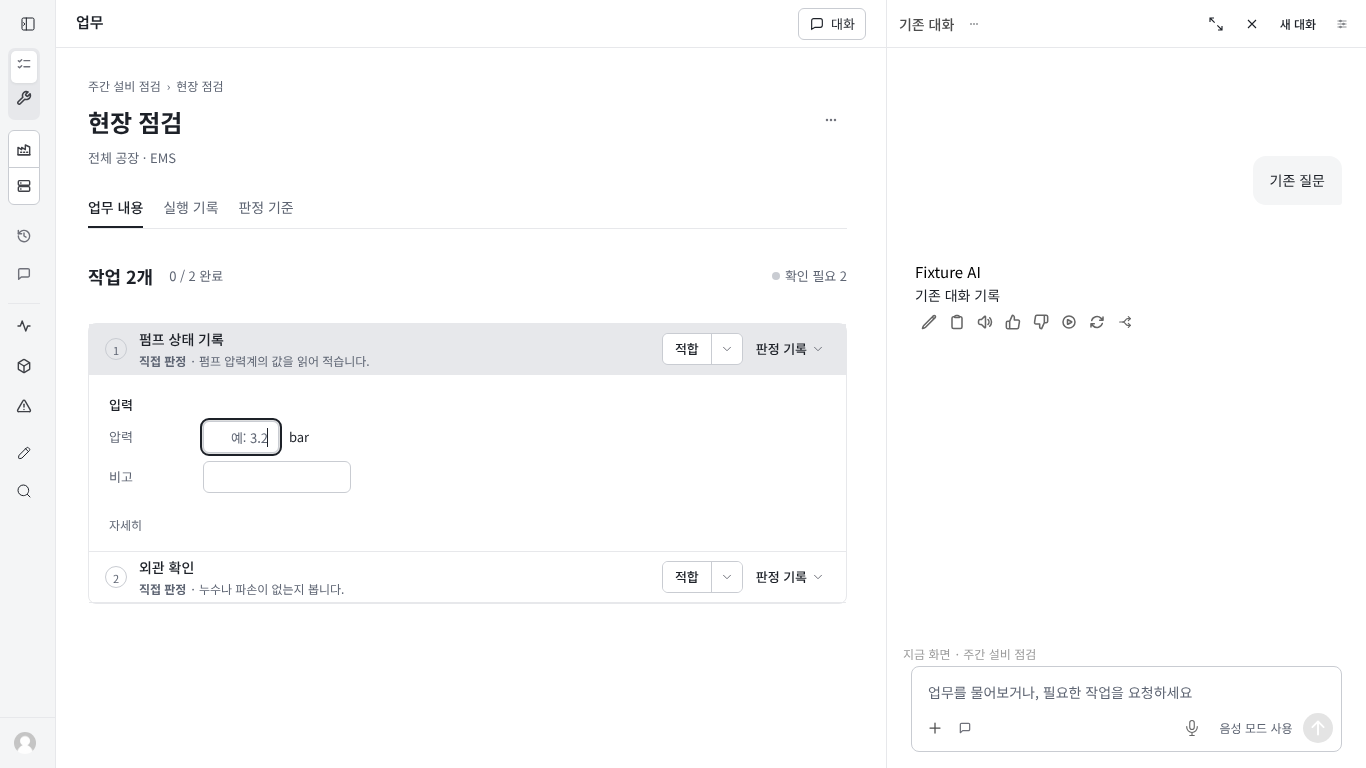 업무
대화
주간 설비 점검 › 현장 점검
현장 점검
전체 공장 · EMS
업무 내용 실행 기록 판정 기준
작업 2개 0 / 2 완료 확인 필요 2
1 펌프 상태 기록
직접 판정 · 펌프 압력계의 값을 읽어 적습니다.
적합 판정 기록
입력
압력 예: 3.2 bar
비고
자세히
2 외관 확인
직접 판정 · 누수나 파손이 없는지 봅니다.
적합 판정 기록
기존 대화 새 대화
기존 질문
Fixture AI
기존 대화 기록
지금 화면 · 주간 설비 점검
업무를 물어보거나, 필요한 작업을 요청하세요
음성 모드 사용